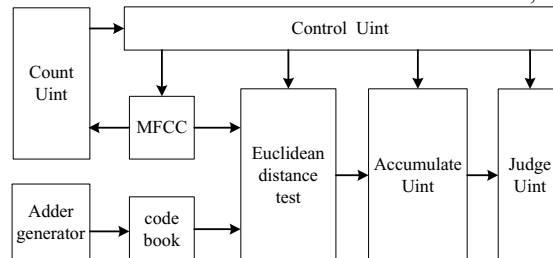 Control Uint
Count
Uint
MFCC
Euclidean
distance
test
Accumulate
Uint
Judge
Uint
Adder
generator
code
book